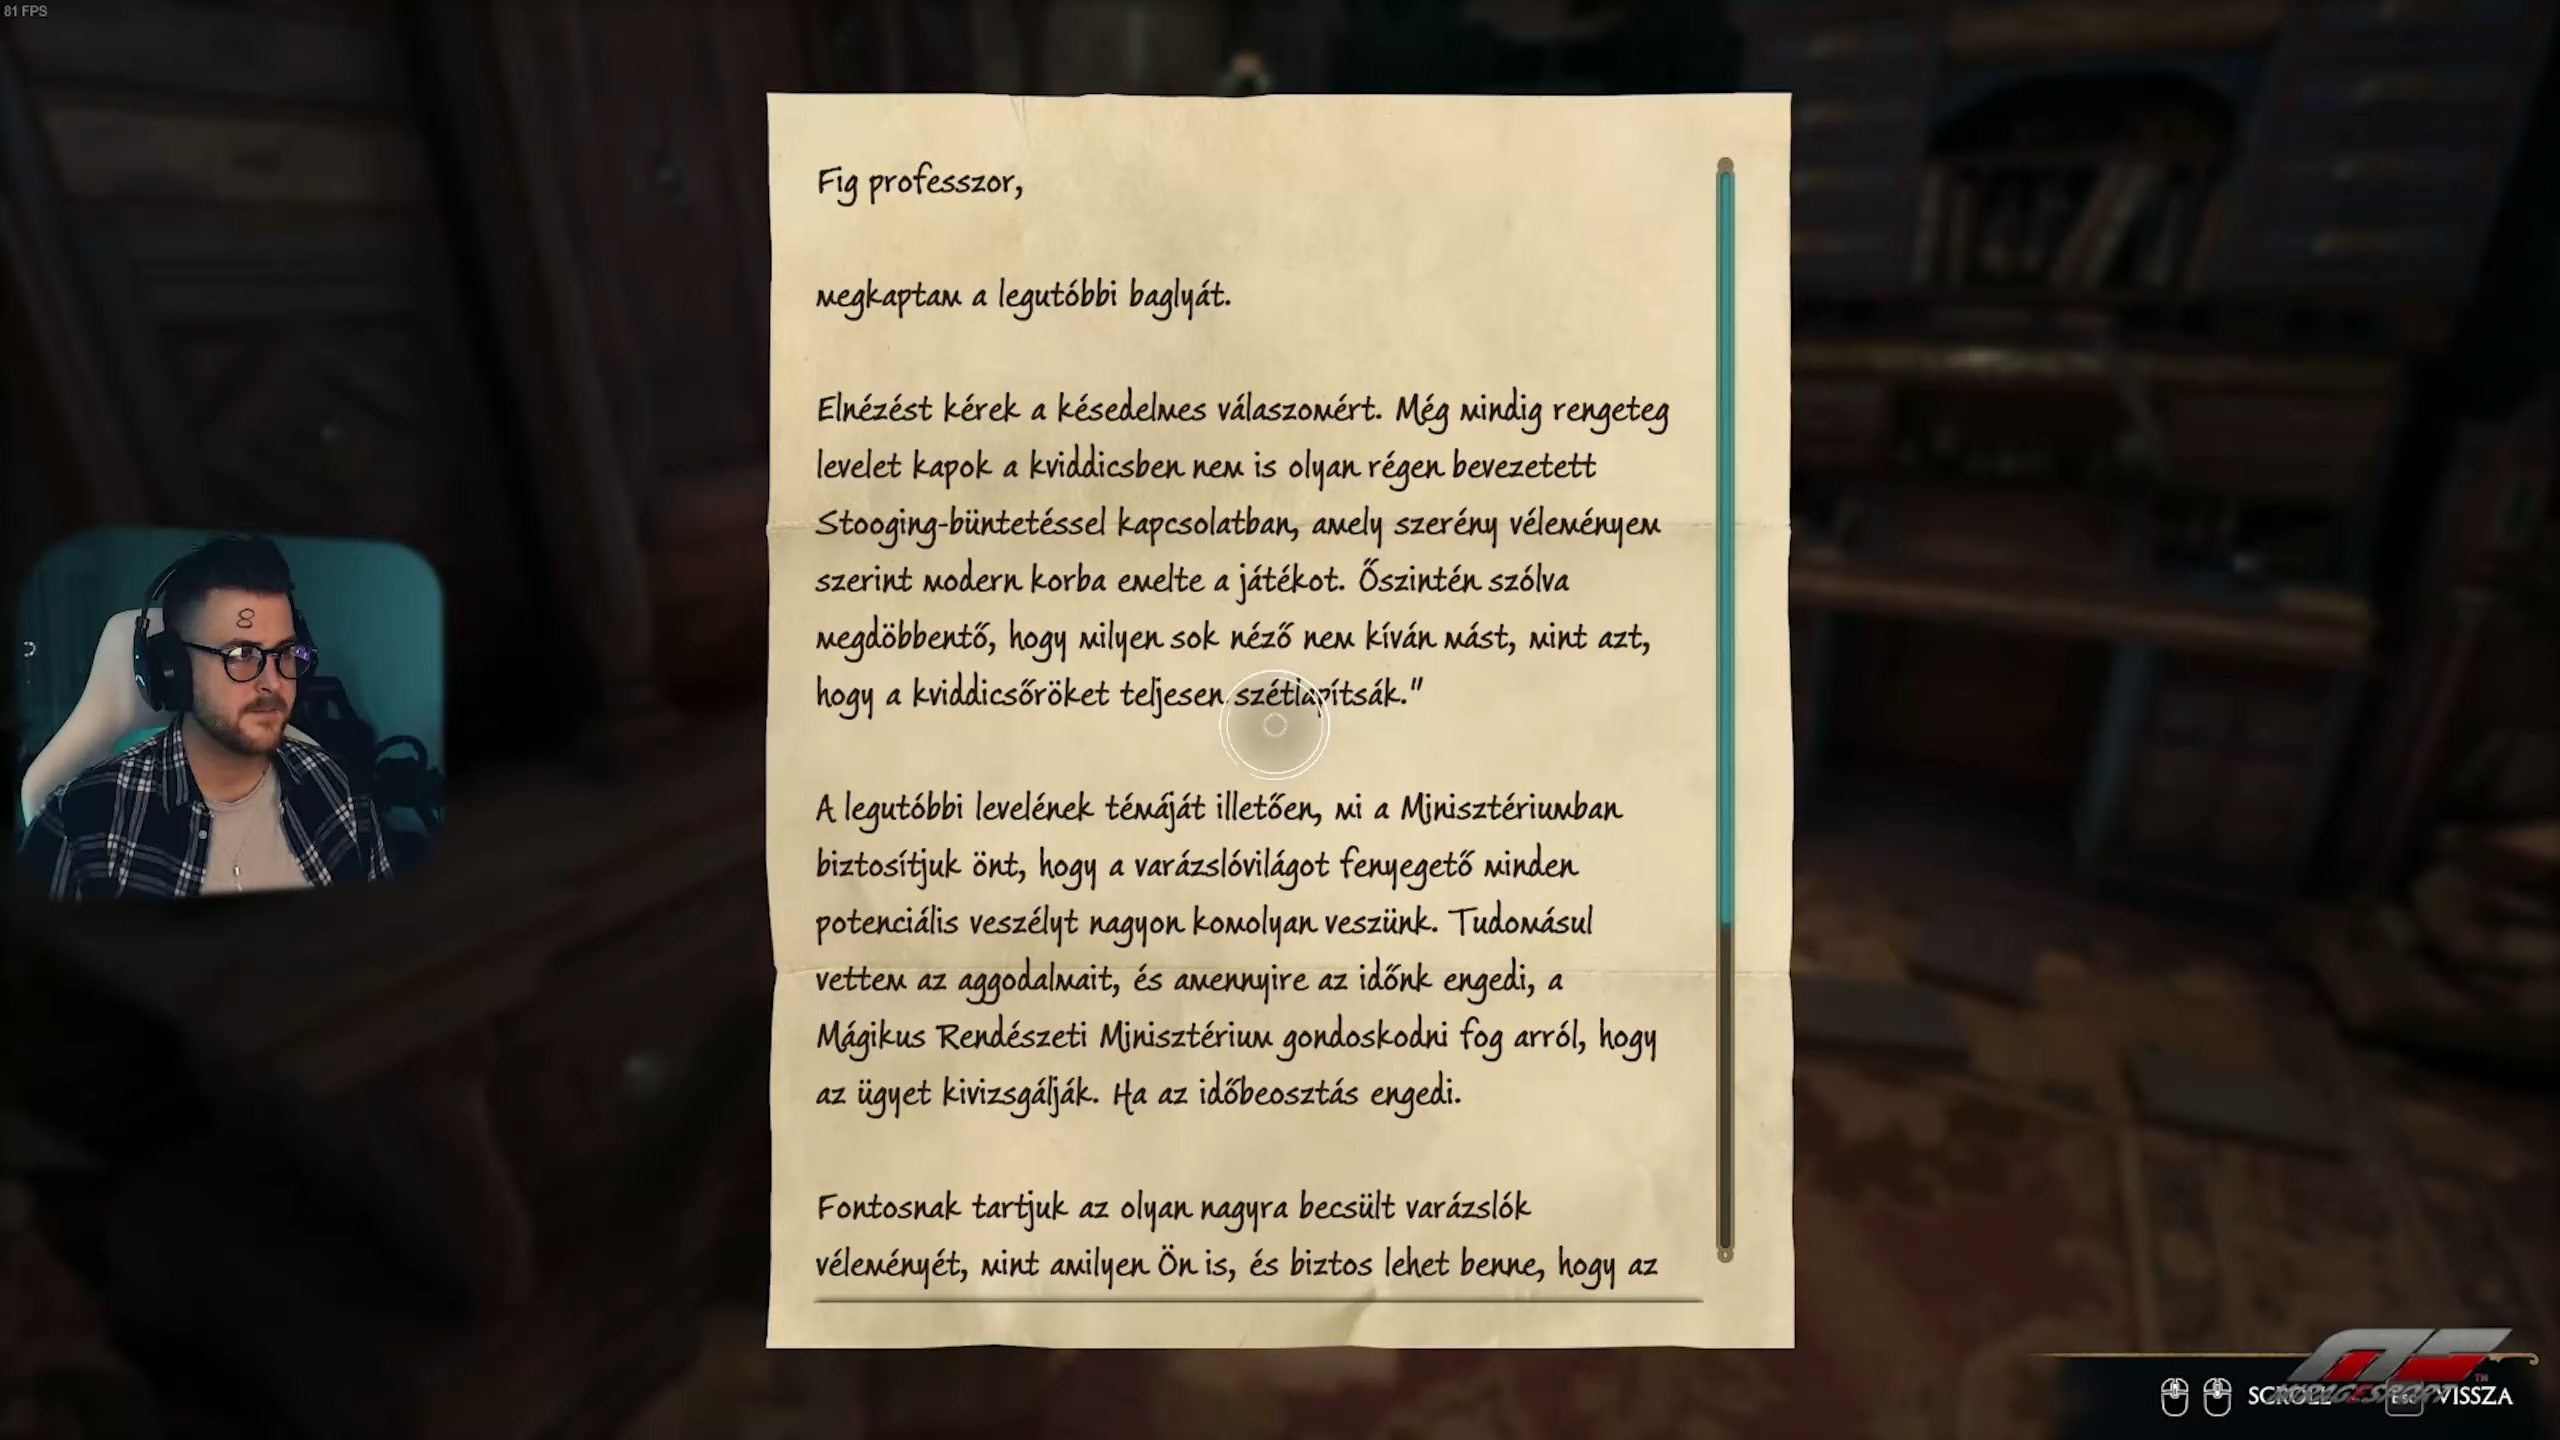 81 FPS
Fig professzor,
megkaptam a legutóbbi baglyát.
Elnézést kérek a késedelmes válaszomért. Még mindig rengeteg
levelet kapok a kviddicsben nem is olyan régen bevezetett
Stooging-büntetéssel kapcsolatban, amely szerény véleményem
szerint modern korba emelte a játékot. Őszintén szólva
megdöbbentő, hogy milyen sok néző nem kíván mást, mint azt,
hogy a kviddicsőröket teljesen szétlapítsák."
A legutóbbi levelének témáját illetően, mi a Minisztériumban
biztosítjuk önt, hogy a varázslóvilágot fenyegető minden
potenciális veszélyt nagyon komolyan veszünk. Tudomásul
vettem az aggodalmait, és amennyire az időnk engedi, a
Mágikus Rendészeti Minisztérium gondoskodni fog arról, hogy
az ügyet kivizsgálják. Ha az időbeosztás engedi.
Fontosnak tartjuk az olyan nagyra becsült varázslók
véleményét, mint amilyen Ön is, és biztos lehet benne, hogy az
8
SCROLL Esc VISSZA